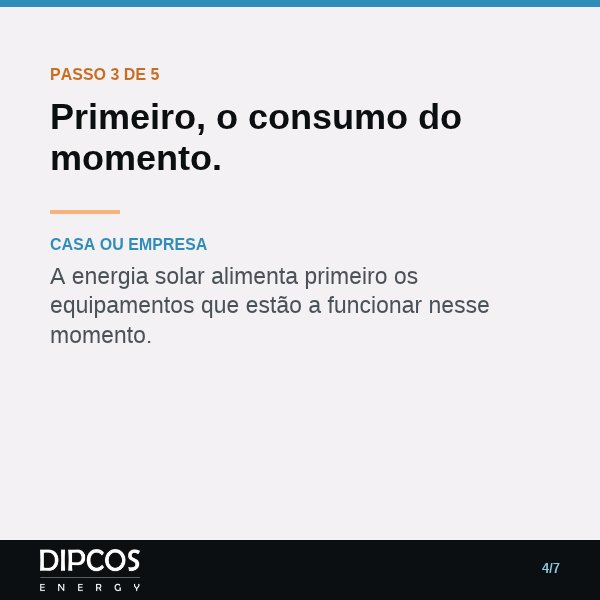 PASSO 3 DE 5
Primeiro, o consumo do
momento.
CASA OU EMPRESA
A energia solar alimenta primeiro os
equipamentos que estão a funcionar nesse
momento.
DIPCOS
ENERGY
4/7